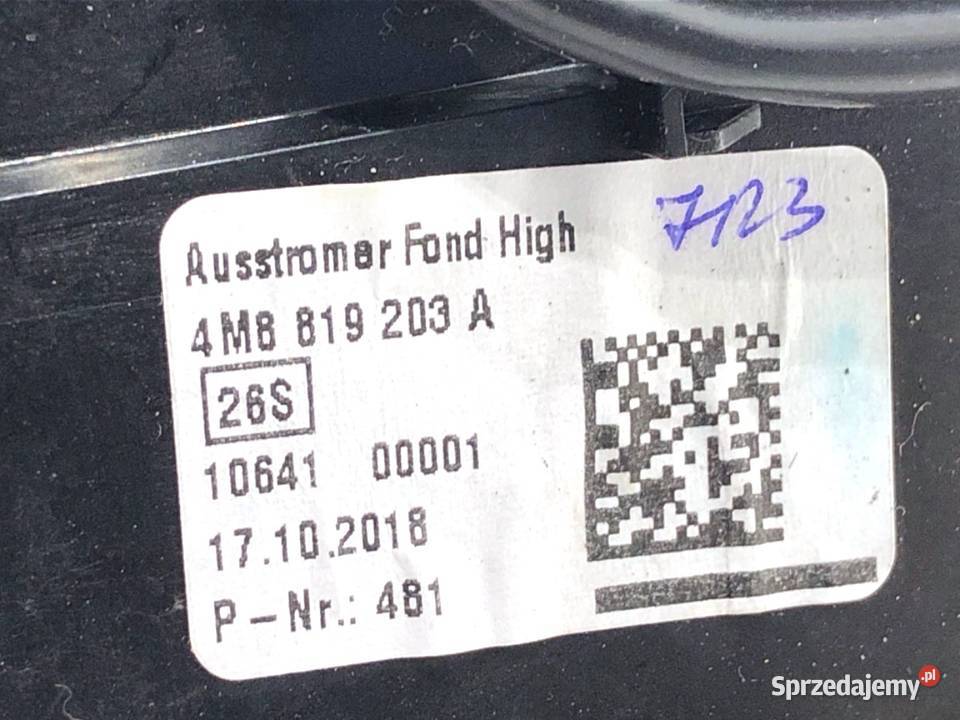 Ausstromer Fond High
7123
4M8 819 203 A
26S
10641 00001
17.10.2018
P-Nr.: 481
Sprzedajemy.pl